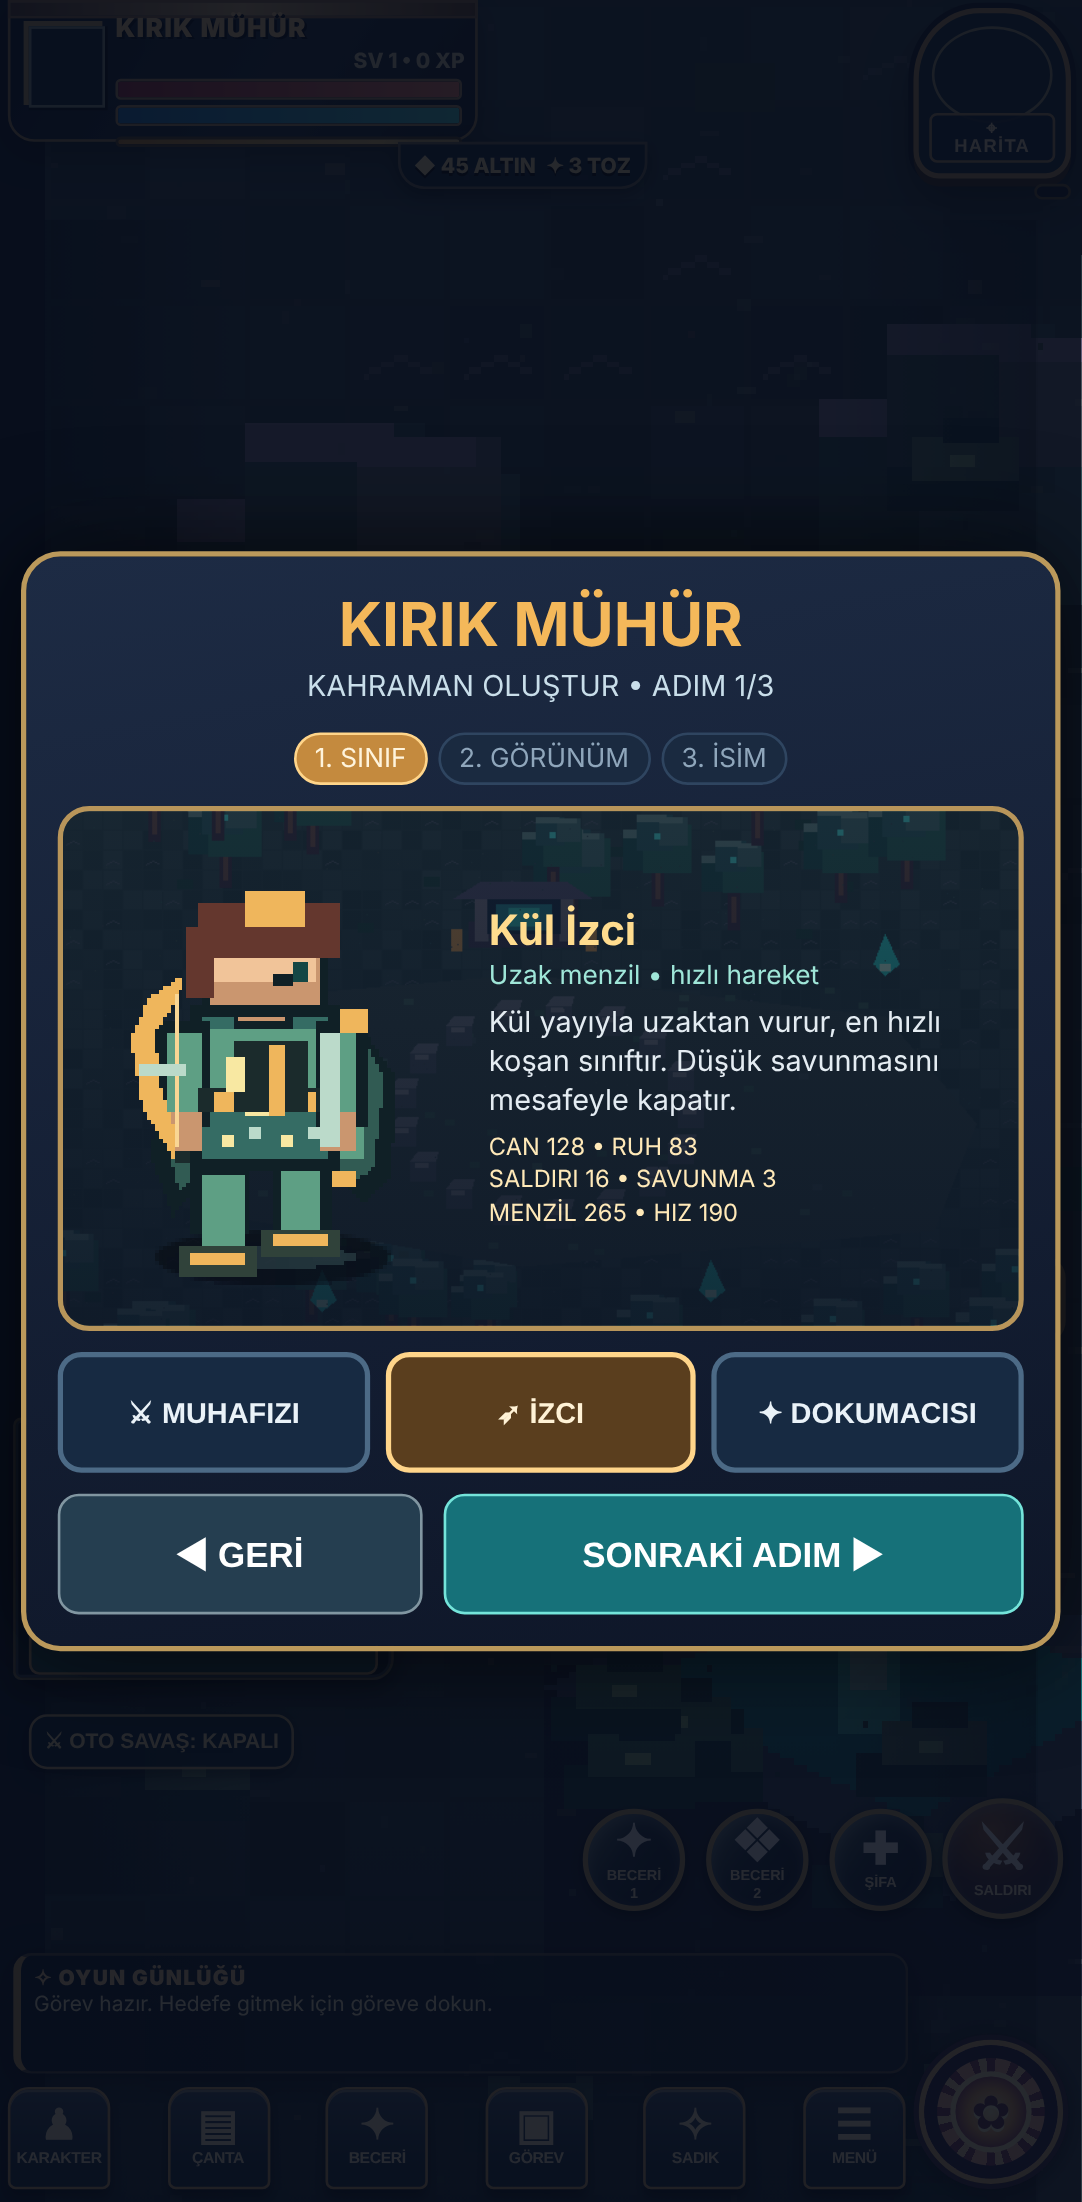 KIRIK MÜHÜR
SV 1 • 0 XP
◆ 45 ALTIN ✦ 3 TOZ
✦
HARİTA
KIRIK MÜHÜR
KAHRAMAN OLUŞTUR • ADIM 1/3
1. SINIF
2. GÖRÜNÜM
3. İSİM
Kül İzci
Uzak menzil • hızlı hareket
Kül yayıyla uzaktan vurur, en hızlı
koşan sınıftır. Düşük savunmasını
mesafeyle kapatır.
CAN 128 • RUH 83
SALDIRI 16 • SAVUNMA 3
MENZİL 265 • HIZ 190
⚔ MUHAFIZI
➶ İZCI
✦ DOKUMACISI
◀ GERİ
SONRAKİ ADIM ▶
⚔ OTO SAVAŞ: KAPALI
BECERİ
1
BECERİ
2
ŞİFA
SALDIRI
✧ OYUN GÜNLÜĞÜ
Görev hazır. Hedefe gitmek için göreve dokun.
KARAKTER
ÇANTA
BECERİ
GÖREV
SADIK
MENÜ